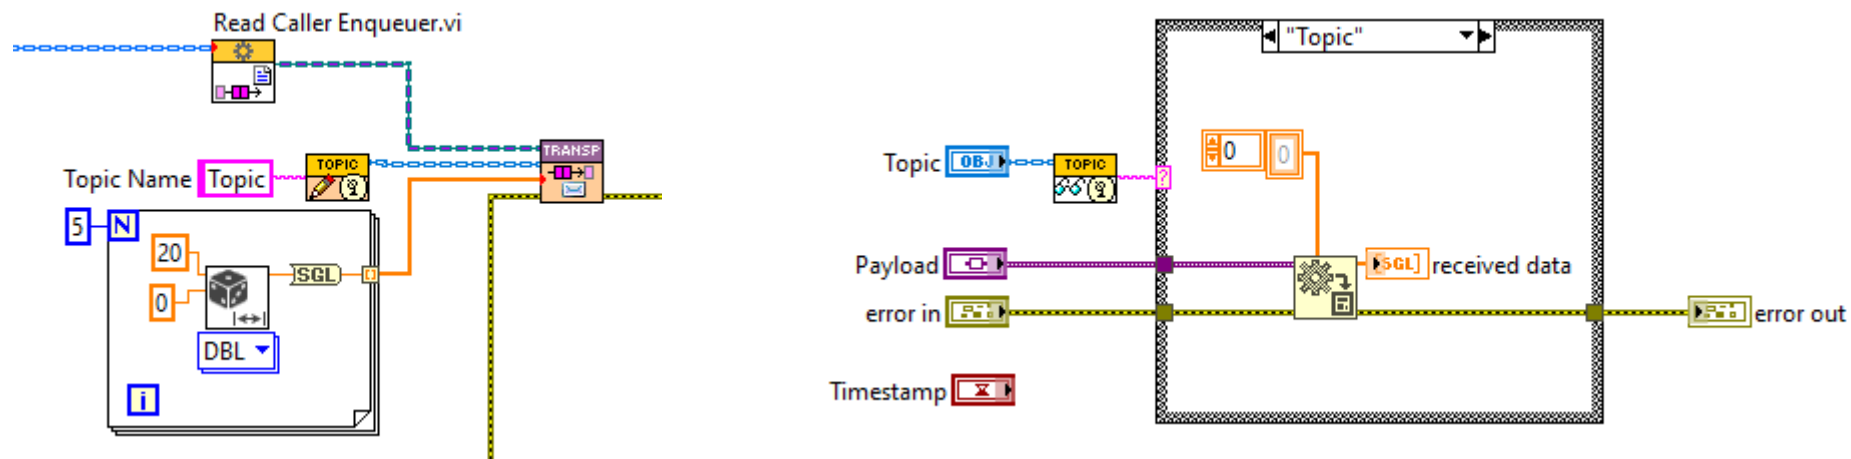 Read Caller Enqueuer.vi
TRANSP
Topic Name Topic
TOPIC
5 N
20
0
SGL
DBL
i
"Topic"
Topic OBJ
TOPIC
?
0 0
Payload
SGL received data
error in
error out
Timestamp